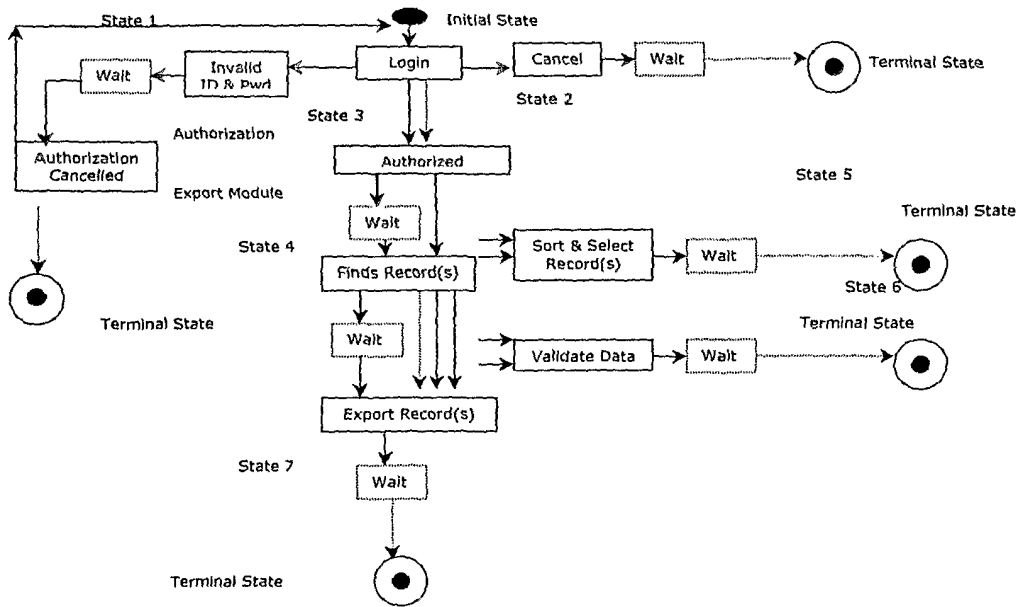 State 1
Initial State
Login
Cancel
Wait
Terminal State
Invalid
ID & Pwd
Wait
State 2
State 3
Authorization
Authorization
Cancelled
Authorized
Export Module
State 5
Wait
Terminal State
State 4
Sort & Select
Record(s)
Wait
Finds Record(s)
State 6
Terminal State
Terminal State
Wait
Validate Data
Wait
Export Record(s)
State 7
Wait
Terminal State